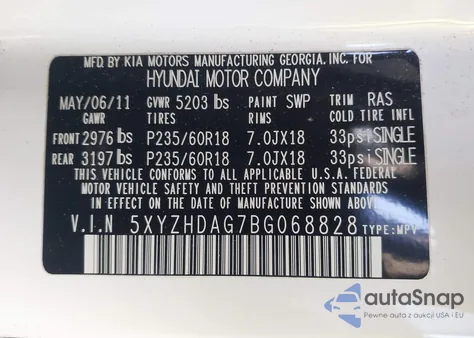 MFD. BY KIA MOTORS MANUFACTURING GEORGIA. INC. FOR
HYUNDAI MOTOR COMPANY
MAY/06/11 GVWR 5203 lbs PAINT SWP TRIM RAS
GAWR TIRES RIMS COLD TIRE INFL
FRONT 2976 lbs P235/60R18 7.0JX18 33psi SINGLE
REAR 3197 lbs P235/60R18 7.0JX18 33psi SINGLE
THIS VEHICLE CONFORMS TO ALL APPLICABLE U.S.A. FEDERAL
MOTOR VEHICLE SAFETY AND THEFT PREVENTION STANDARDS
IN EFFECT ON THE DATE OF MANUFACTURE SHOWN ABOVE.
V.I.N 5XYZHDAG7BG068828 TYPE:MPV
autoSnap
Pewne auta z aukcji USA i EU